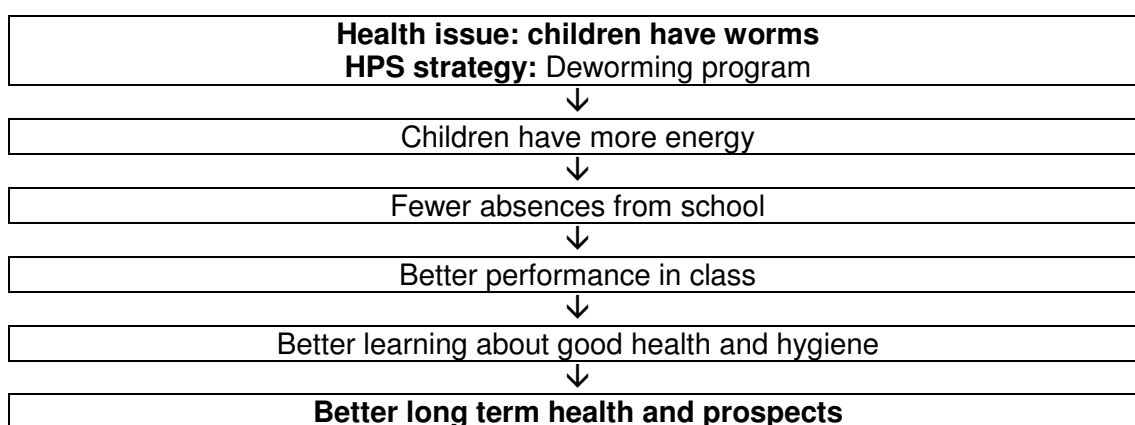 Health issue: children have worms
HPS strategy: Deworming program
↓
Children have more energy
↓
Fewer absences from school
↓
Better performance in class
↓
Better learning about good health and hygiene
↓
Better long term health and prospects